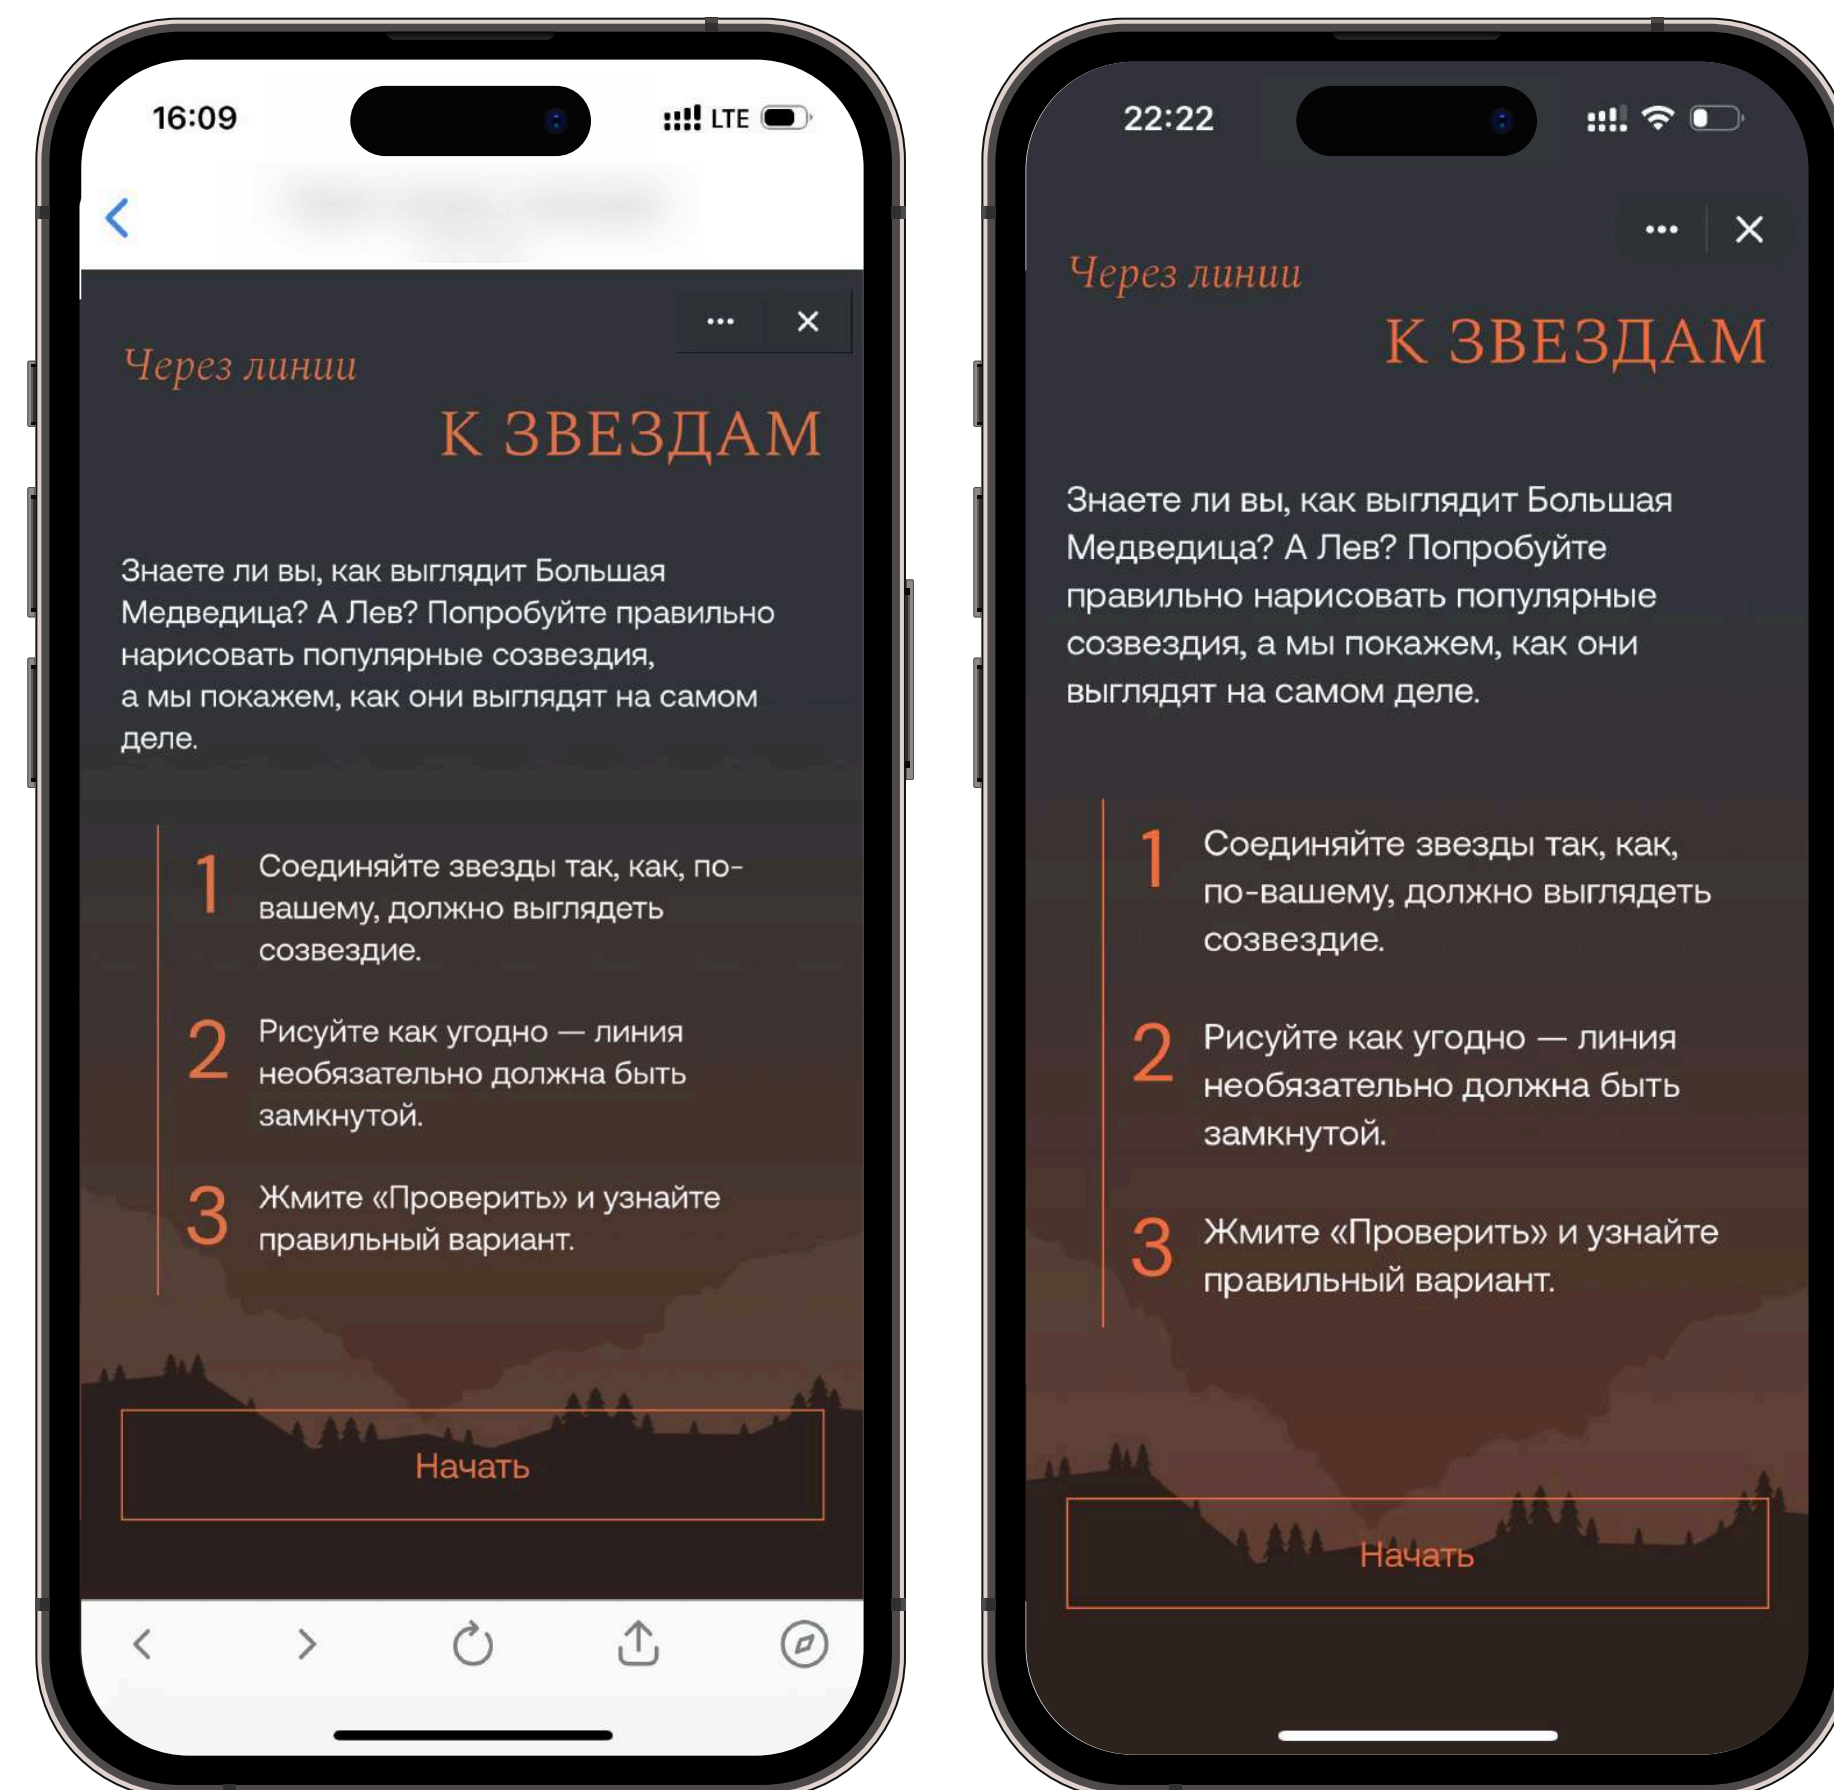 16:09
LTE
Через линии
К ЗВЕЗДАМ
Знаете ли вы, как выглядит Большая
Медведица? А Лев? Попробуйте правильно
нарисовать популярные созвездия,
а мы покажем, как они выглядят на самом
деле.
1
Соединяйте звезды так, как, по-
вашему, должно выглядеть
созвездие.
2
Рисуйте как угодно — линия
необязательно должна быть
замкнутой.
3
Жмите «Проверить» и узнайте
правильный вариант.
Начать
22:22
Через линии
К ЗВЕЗДАМ
Знаете ли вы, как выглядит Большая
Медведица? А Лев? Попробуйте
правильно нарисовать популярные
созвездия, а мы покажем, как они
выглядят на самом деле.
1
Соединяйте звезды так, как,
по-вашему, должно выглядеть
созвездие.
2
Рисуйте как угодно — линия
необязательно должна быть
замкнутой.
3
Жмите «Проверить» и узнайте
правильный вариант.
Начать